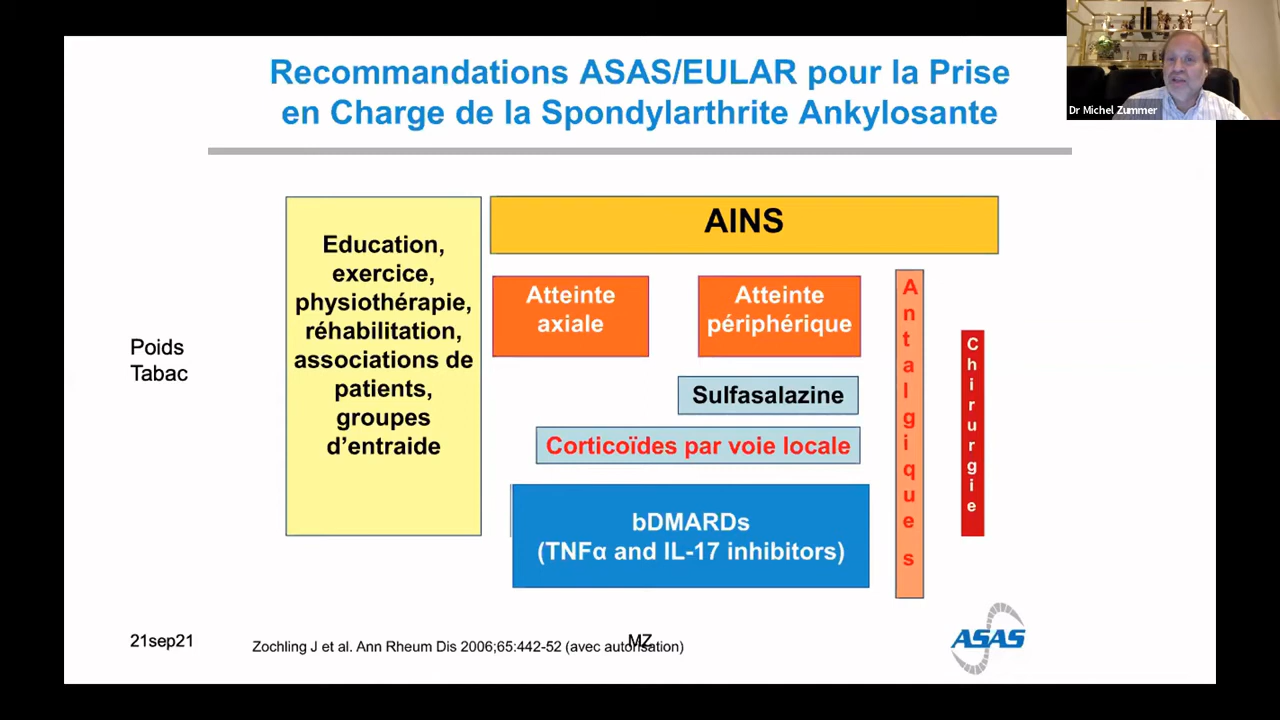 Recommandations ASAS/EULAR pour la Prise
en Charge de la Spondylarthrite Ankylosante
Dr Michel Zummer
Poids
Tabac
Education,
exercice,
physiothérapie,
réhabilitation,
associations de
patients,
groupes
d’entraide
AINS
Atteinte
axiale
Atteinte
périphérique
Sulfasalazine
Corticoïdes par voie locale
bDMARDs
(TNFα and IL-17 inhibitors)
Antalgiques
Chirurgie
21sep21
Zochling J et al. Ann Rheum Dis 2006;65:442-52 (avec autorisation)
MZ
ASAS